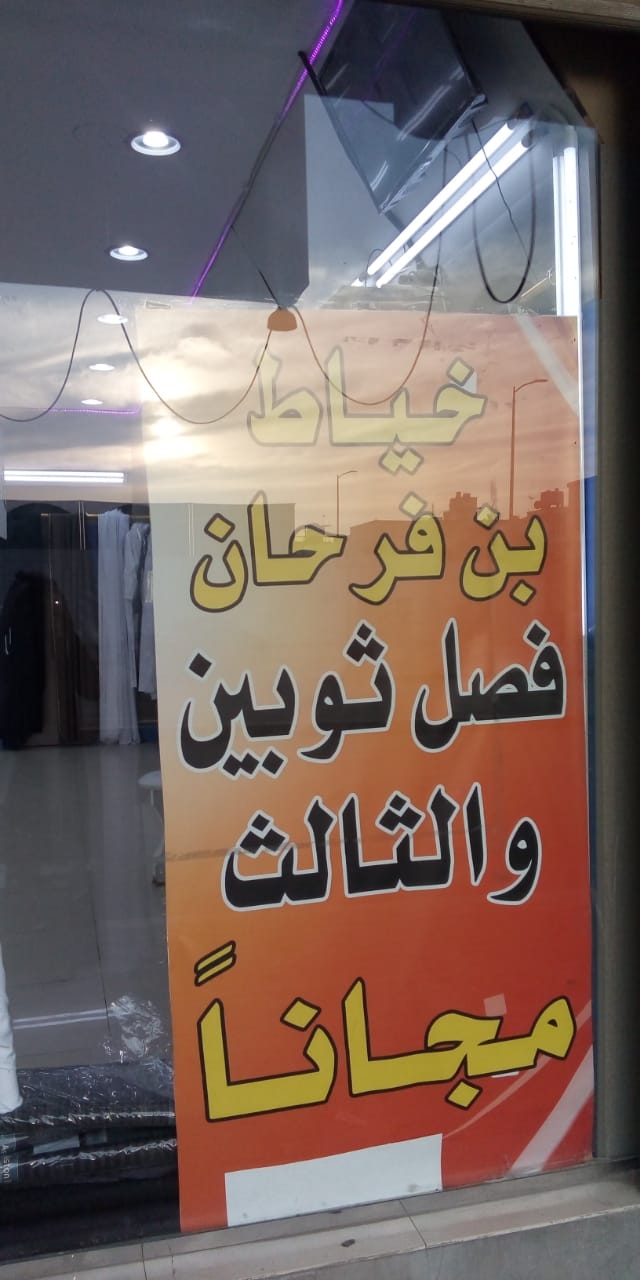 خياط
بن فرحان
فصل ثوبين
والثالث
مجاناً